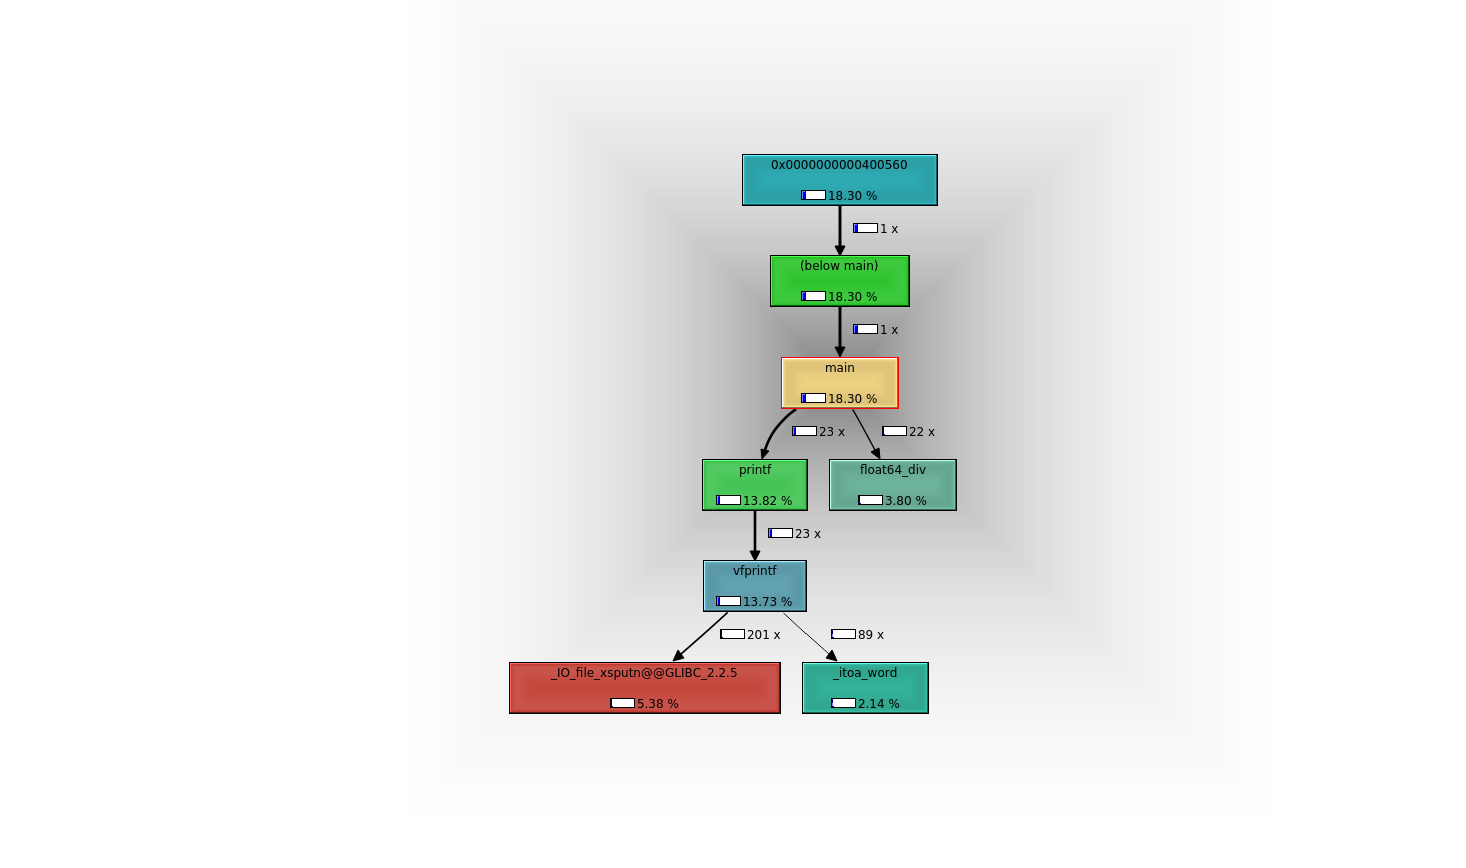 0x0000000000400560
18.30 %
1 x
(below main)
18.30 %
1 x
main
18.30 %
23 x
22 x
printf
13.82 %
float64_div
3.80 %
23 x
vfprintf
13.73 %
201 x
89 x
_IO_file_xsputn@@GLIBC_2.2.5
5.38 %
_itoa_word
2.14 %